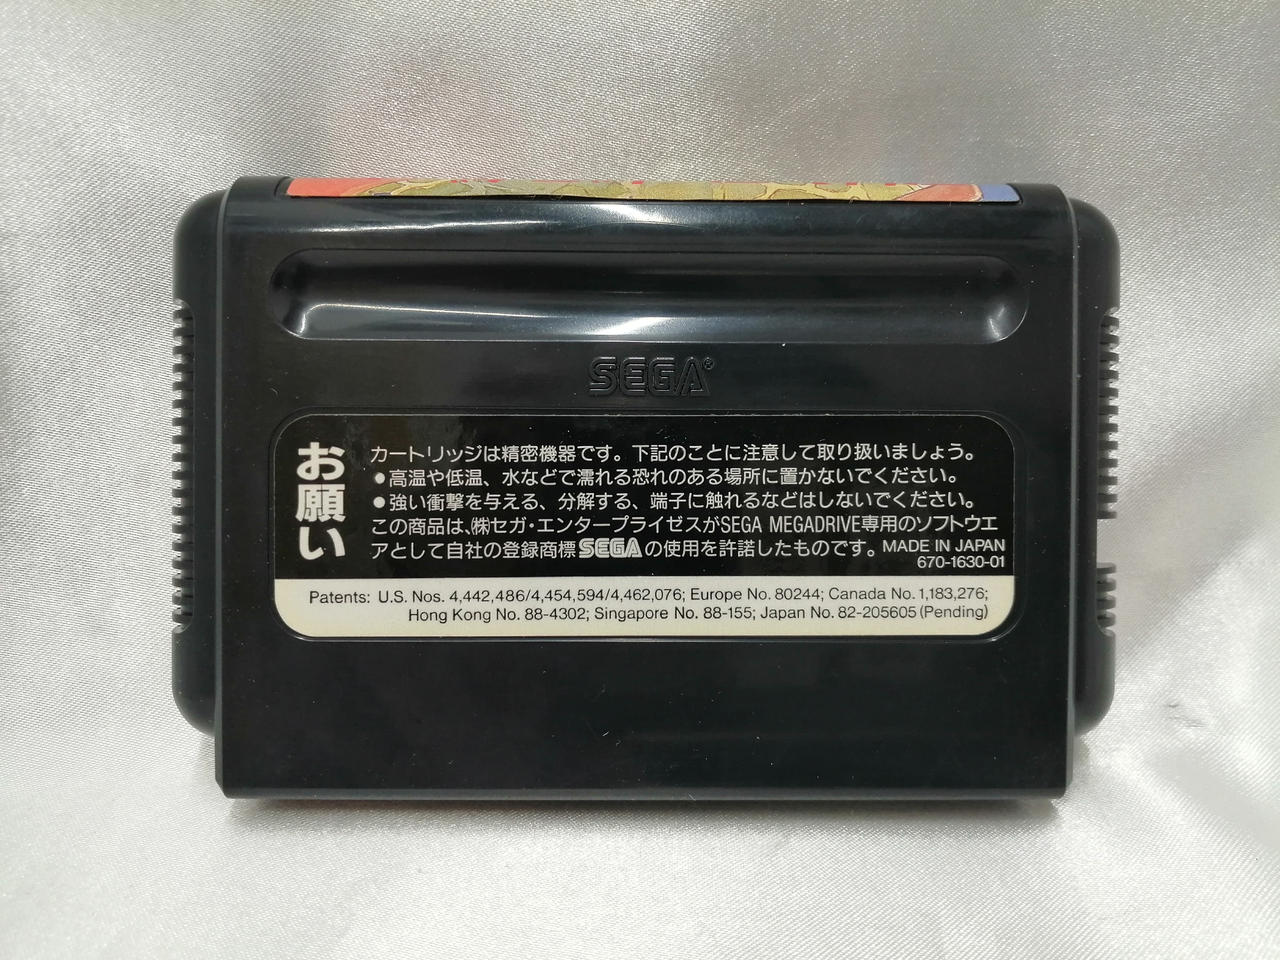 SEGA®
お願い
カートリッジは精密機器です。下記のことに注意して取り扱いましょう。
●高温や低温、水などで濡れる恐れのある場所に置かないでください。
●強い衝撃を与える、分解する、端子に触れるなどはしないでください。
この商品は、㈱セガ・エンタープライゼスがSEGA MEGADRIVE専用のソフトウエ
アとして自社の登録商標SEGAの使用を許諾したものです。MADE IN JAPAN
670-1630-01
Patents: U.S. Nos. 4,442,486/4,454,594/4,462,076; Europe No. 80244; Canada No. 1,183,276;
Hong Kong No. 88-4302; Singapore No. 88-155; Japan No. 82-205605 (Pending)